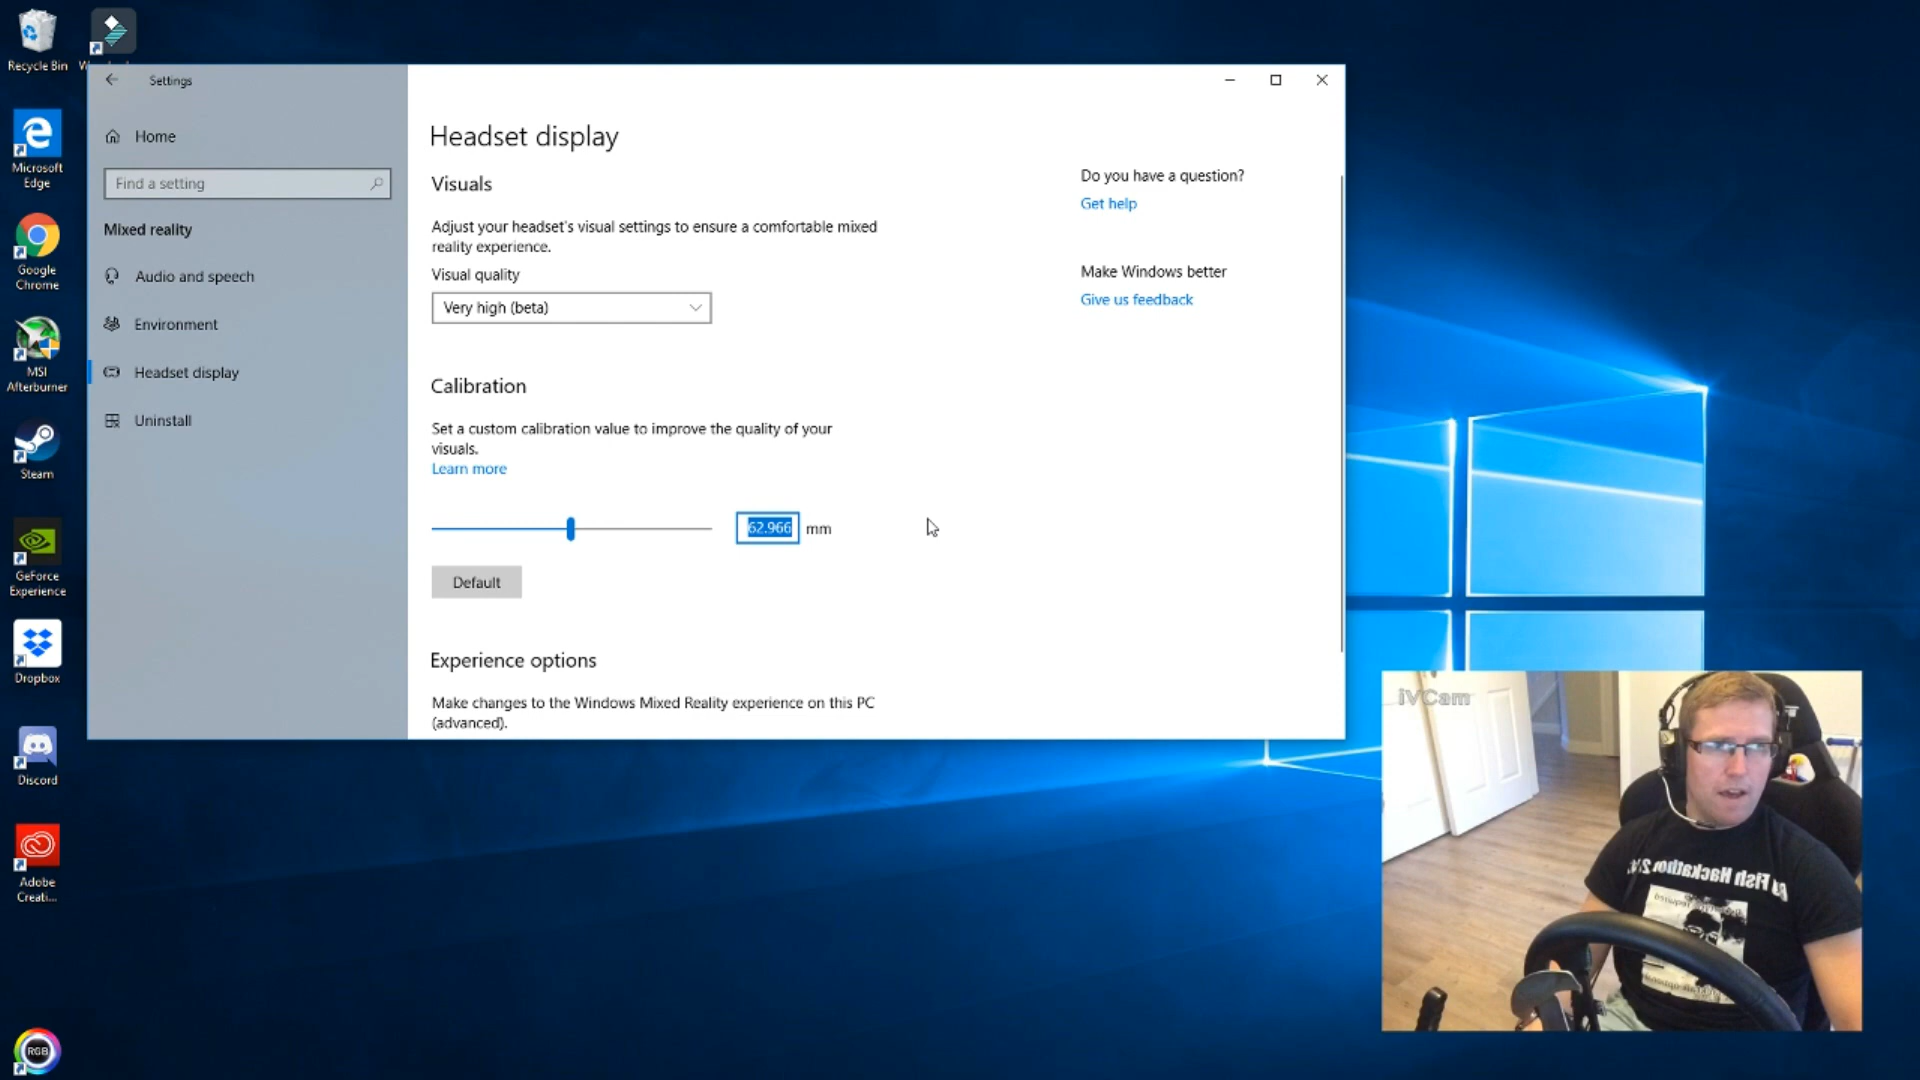 Recycle Bin
Settings
Home
Find a setting
Mixed reality
Audio and speech
Environment
Headset display
Uninstall
Headset display
Visuals
Adjust your headset's visual settings to ensure a comfortable mixed
reality experience.
Visual quality
Very high (beta)
Calibration
Set a custom calibration value to improve the quality of your
visuals.
Learn more
62.966 mm
Default
Experience options
Make changes to the Windows Mixed Reality experience on this PC
(advanced).
Do you have a question?
Get help
Make Windows better
Give us feedback
Microsoft
Edge
Google
Chrome
MSI
Afterburner
Steam
GeForce
Experience
Dropbox
Discord
Adobe
Creati...
RGB
iVCam
Fish Hackathon